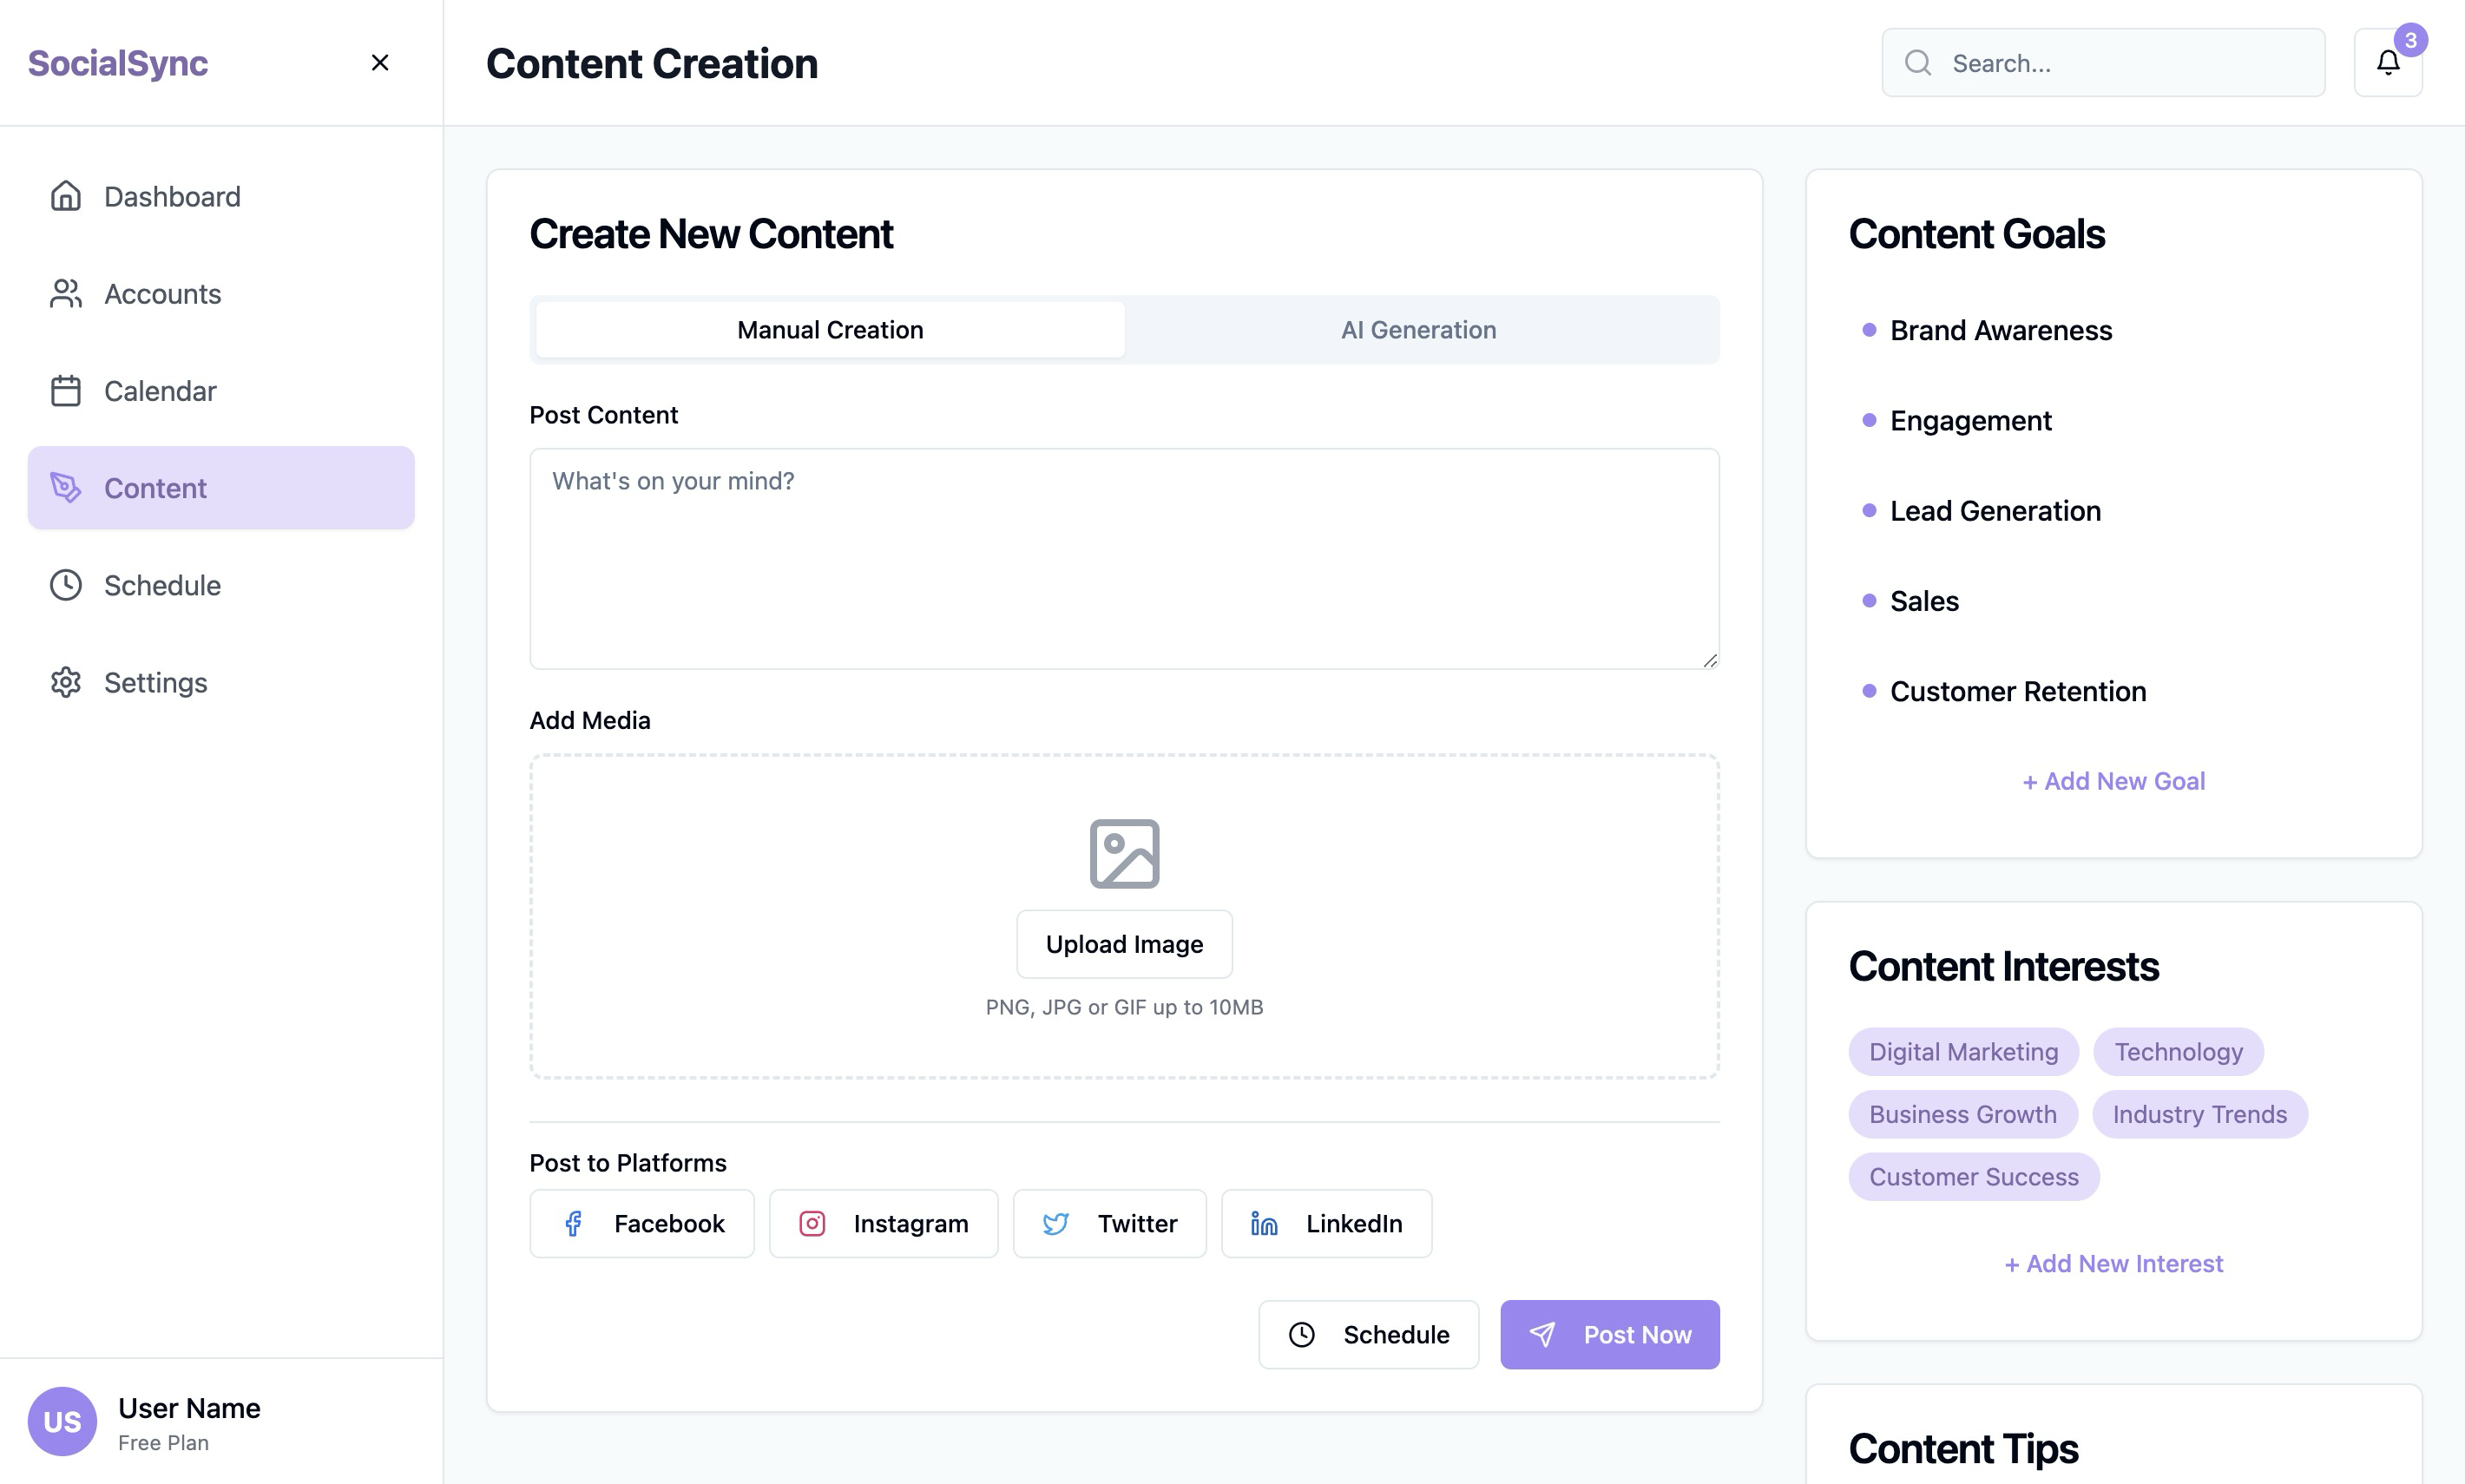 SocialSync
Dashboard
Accounts
Calendar
Content
Schedule
Settings
US
User Name
Free Plan
Content Creation
Search...
3
Create New Content
Manual Creation
AI Generation
Post Content
What's on your mind?
Add Media
Upload Image
PNG, JPG or GIF up to 10MB
Post to Platforms
Facebook
Instagram
Twitter
LinkedIn
Schedule
Post Now
Content Goals
Brand Awareness
Engagement
Lead Generation
Sales
Customer Retention
+ Add New Goal
Content Interests
Digital Marketing
Technology
Business Growth
Industry Trends
Customer Success
+ Add New Interest
Content Tips